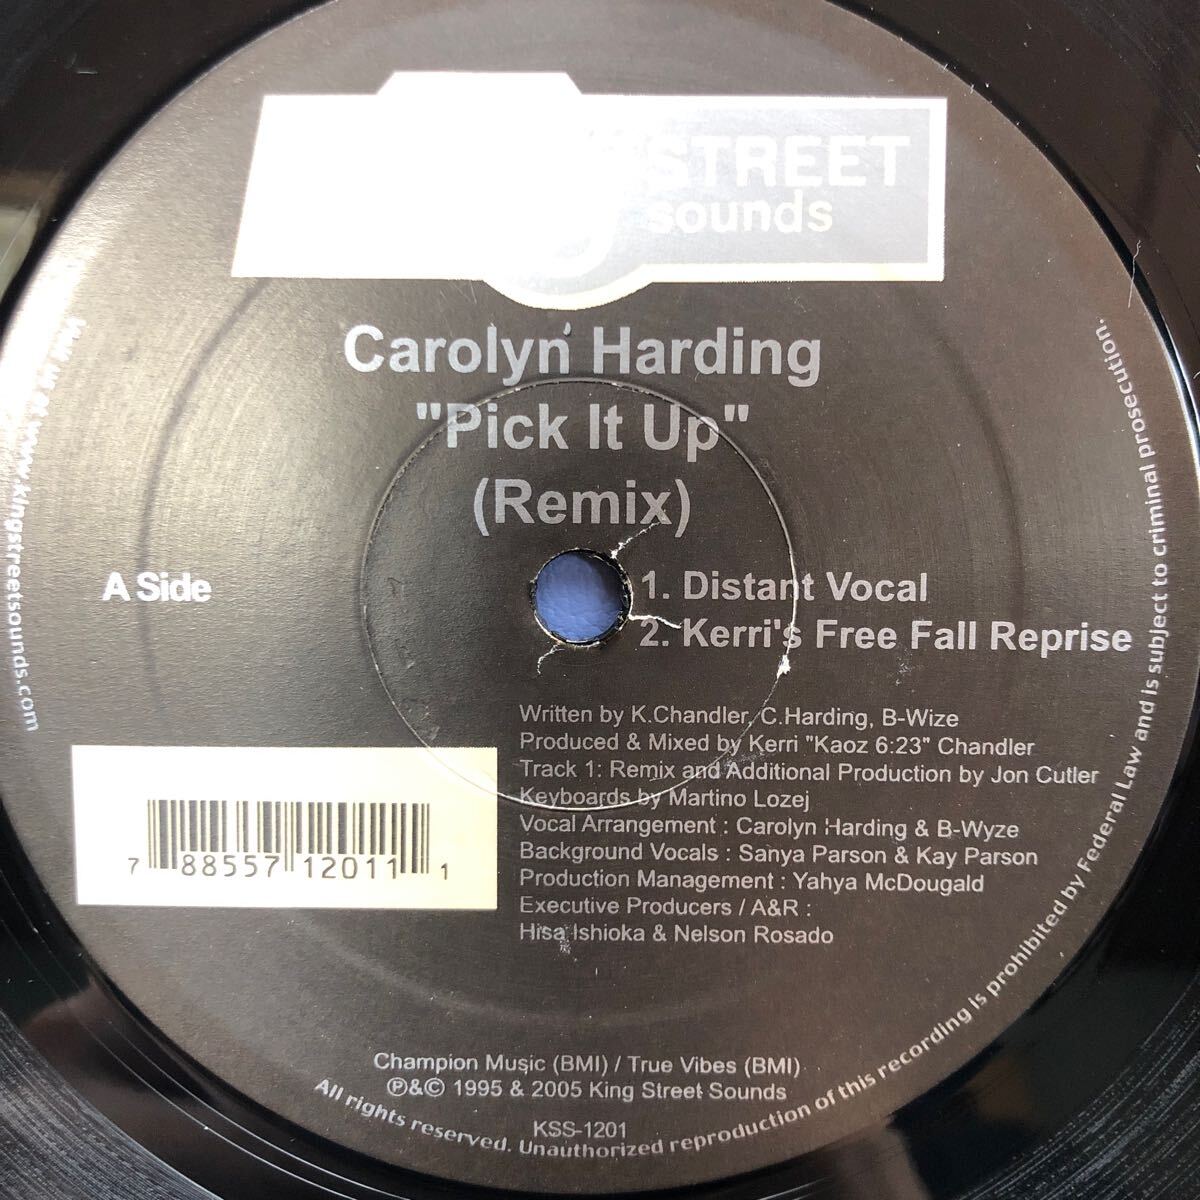 STREET
sounds
Carolyn Harding
"Pick It Up"
(Remix)
A Side
1. Distant Vocal
2. Kerri's Free Fall Reprise
Written by K.Chandler, C.Harding, B-Wize
Produced & Mixed by Kerri "Kaoz 6:23" Chandler
Track 1: Remix and Additional Production by Jon Cutler
Keyboards by Martino Lozej
Vocal Arrangement : Carolyn Harding & B-Wyze
Background Vocals : Sanya Parson & Kay Parson
Production Management : Yahya McDougald
Executive Producers / A&R :
Hisa Ishioka & Nelson Rosado
7 88557 12011 1
Champion Music (BMI) / True Vibes (BMI)
℗&© 1995 & 2005 King Street Sounds
KSS-1201
www.kingstreetsounds.com
All rights reserved. Unauthorized reproduction of this recording is prohibited by Federal Law and is subject to criminal prosecution.